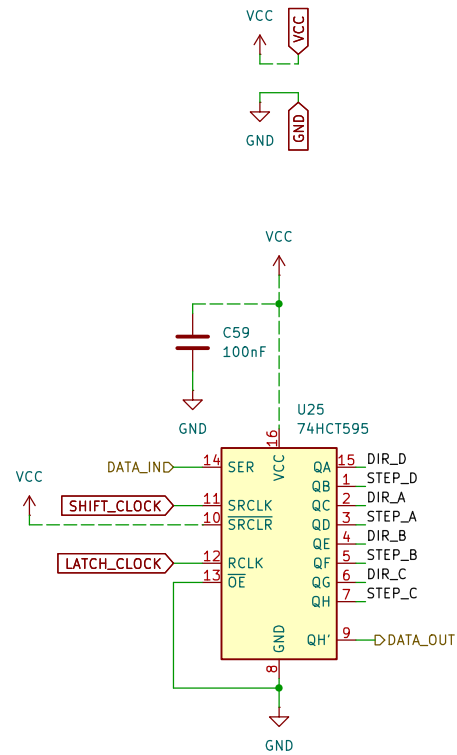 VCC
VCC
GND
GND
VCC
C59
100nF
GND
U25
74HCT595
16
VCC
DATA_IN 14 SER QA 15 DIR_D
QB 1 STEP_D
VCC
SHIFT_CLOCK 11 SRCLK QC 2 DIR_A
10 SRCLR QD 3 STEP_A
QE 4 DIR_B
LATCH_CLOCK 12 RCLK QF 5 STEP_B
13 OE QG 6 DIR_C
QH 7 STEP_C
GND
QH' 9 DATA_OUT
8
GND